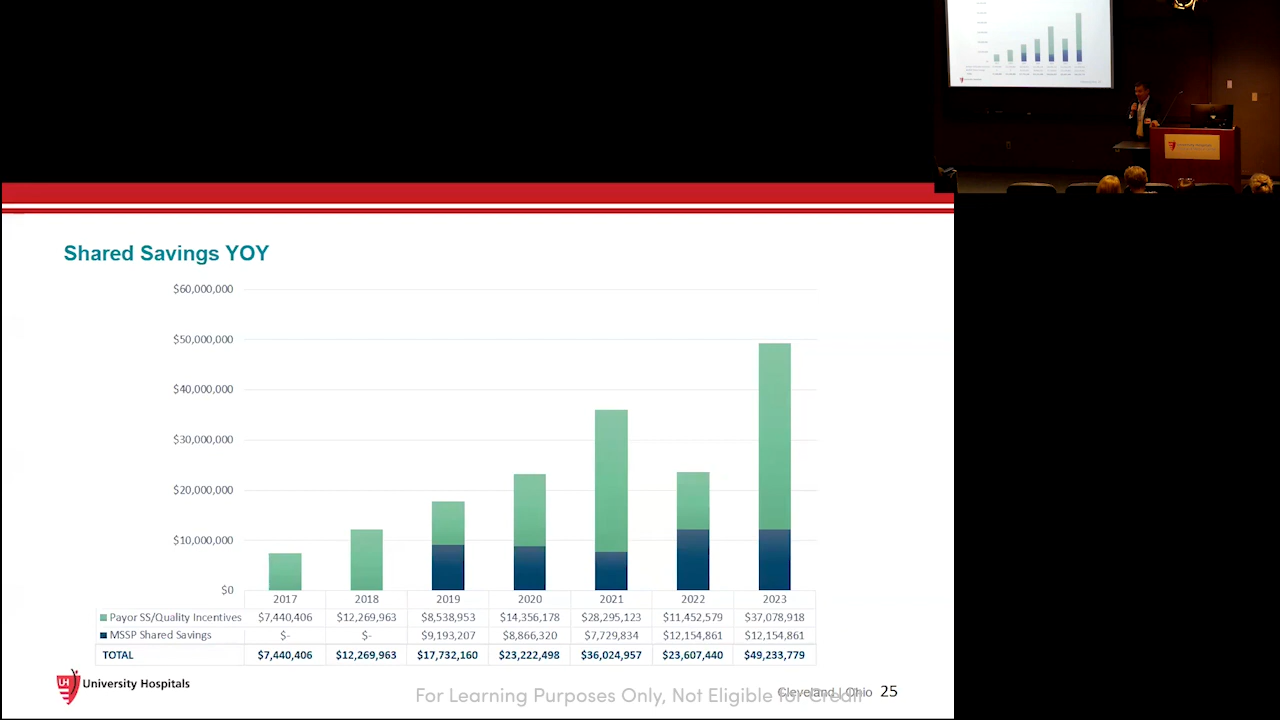 Shared Savings YOY
$60,000,000
$50,000,000
$40,000,000
$30,000,000
$20,000,000
$10,000,000
$0
2017 2018 2019 2020 2021 2022 2023
Payor SS/Quality Incentives $7,440,406 $12,269,963 $8,538,953 $14,356,178 $28,295,123 $11,452,579 $37,078,918
MSSP Shared Savings $- $- $9,193,207 $8,866,320 $7,729,834 $12,154,861 $12,154,861
TOTAL $7,440,406 $12,269,963 $17,732,160 $23,222,498 $36,024,957 $23,607,440 $49,233,779
UH University Hospitals
Cleveland | Ohio 25
For Learning Purposes Only, Not Eligible for Credit
University Hospitals